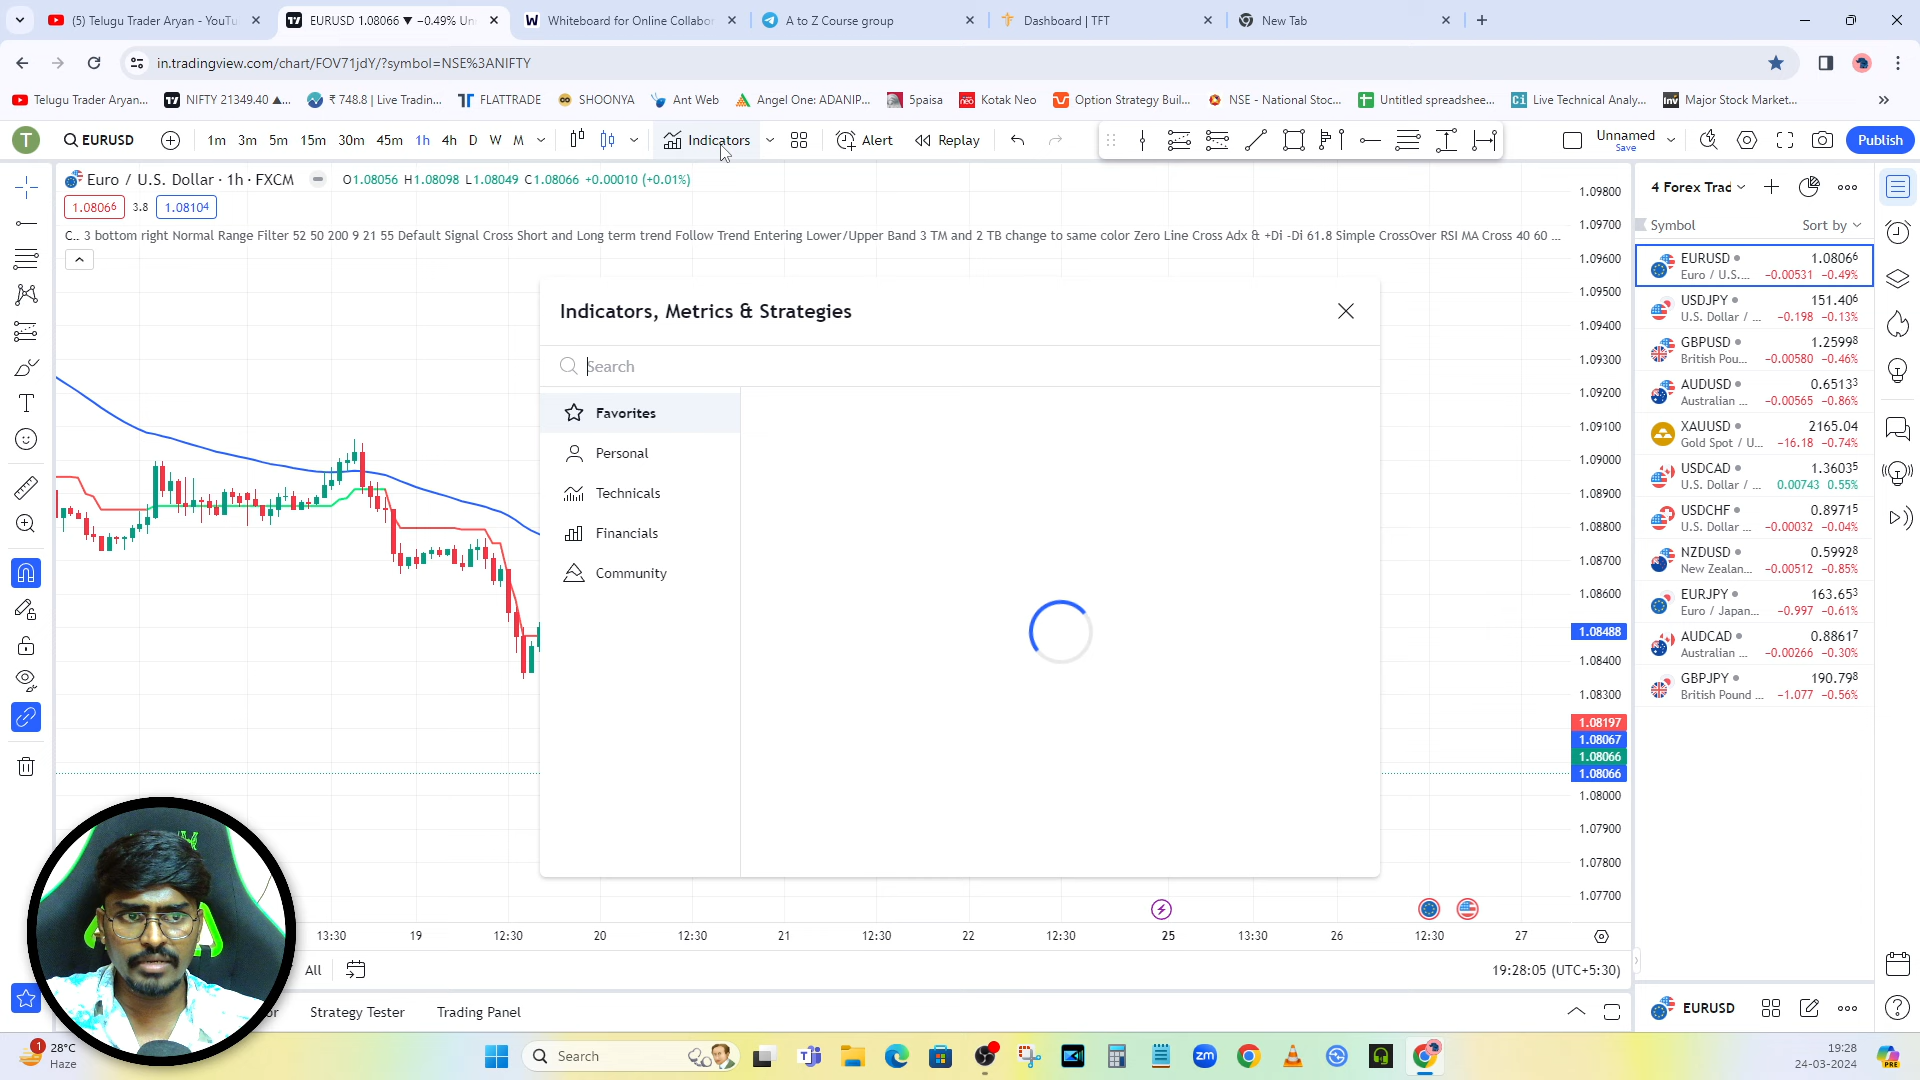 (5) Telugu Trader Aryan - YouTu
EURUSD 1.08066 ▼ −0.49% Un
Whiteboard for Online Collabor
A to Z Course group
Dashboard | TFT
New Tab
in.tradingview.com/chart/FOV71jdY/?symbol=NSE%3ANIFTY
Telugu Trader Aryan...
NIFTY 21349.40 ▲...
₹ 748.8 | Live Tradin...
FLATTRADE
SHOONYA
Ant Web
Angel One: ADANIP...
5paisa
Kotak Neo
Option Strategy Buil...
NSE - National Stoc...
Untitled spreadshee...
Live Technical Analy...
Major Stock Market...
T
EURUSD
1m 3m 5m 15m 30m 45m 1h 4h D W M
Indicators
Alert
Replay
Unnamed
Save
Publish
Euro / U.S. Dollar · 1h · FXCM
O1.08056 H1.08098 L1.08049 C1.08066 +0.00010 (+0.01%)
1.08066 3.8 1.08104
C.. 3 bottom right Normal Range Filter 52 50 200 9 21 55 Default Signal Cross Short and Long term trend Follow Trend Entering Lower/Upper Band 3 TM and 2 TB change to same color Zero Line Cross Adx & +Di -Di 61.8 Simple CrossOver RSI MA Cross 40 60 ...
Indicators, Metrics & Strategies
Search
Favorites
Personal
Technicals
Financials
Community
1.09800
1.09700
1.09600
1.09500
1.09400
1.09300
1.09200
1.09100
1.09000
1.08900
1.08800
1.08700
1.08600
1.08488
1.08400
1.08300
1.08197
1.08067
1.08066
1.08066
1.08000
1.07900
1.07800
1.07700
4 Forex Trad
Symbol Sort by
EURUSD 1.08066
Euro / U.S.... −0.00531 −0.49%
USDJPY 151.406
U.S. Dollar / ... −0.198 −0.13%
GBPUSD 1.25998
British Pou... −0.00580 −0.46%
AUDUSD 0.65133
Australian ... −0.00565 −0.86%
XAUUSD 2165.04
Gold Spot / U... −16.18 −0.74%
USDCAD 1.36035
U.S. Dollar / ... 0.00743 0.55%
USDCHF 0.89715
U.S. Dollar ... −0.00032 −0.04%
NZDUSD 0.59928
New Zealan... −0.00512 −0.85%
EURJPY 163.653
Euro / Japan... −0.997 −0.61%
AUDCAD 0.88617
Australian ... −0.00266 −0.30%
GBPJPY 190.798
British Pound ... −1.077 −0.56%
13:30 19 12:30 20 12:30 21 12:30 22 12:30 25 13:30 26 12:30 27
All
19:28:05 (UTC+5:30)
or
Strategy Tester
Trading Panel
EURUSD
1
28°C
Haze
Search
zm
PRE
19:28
24-03-2024